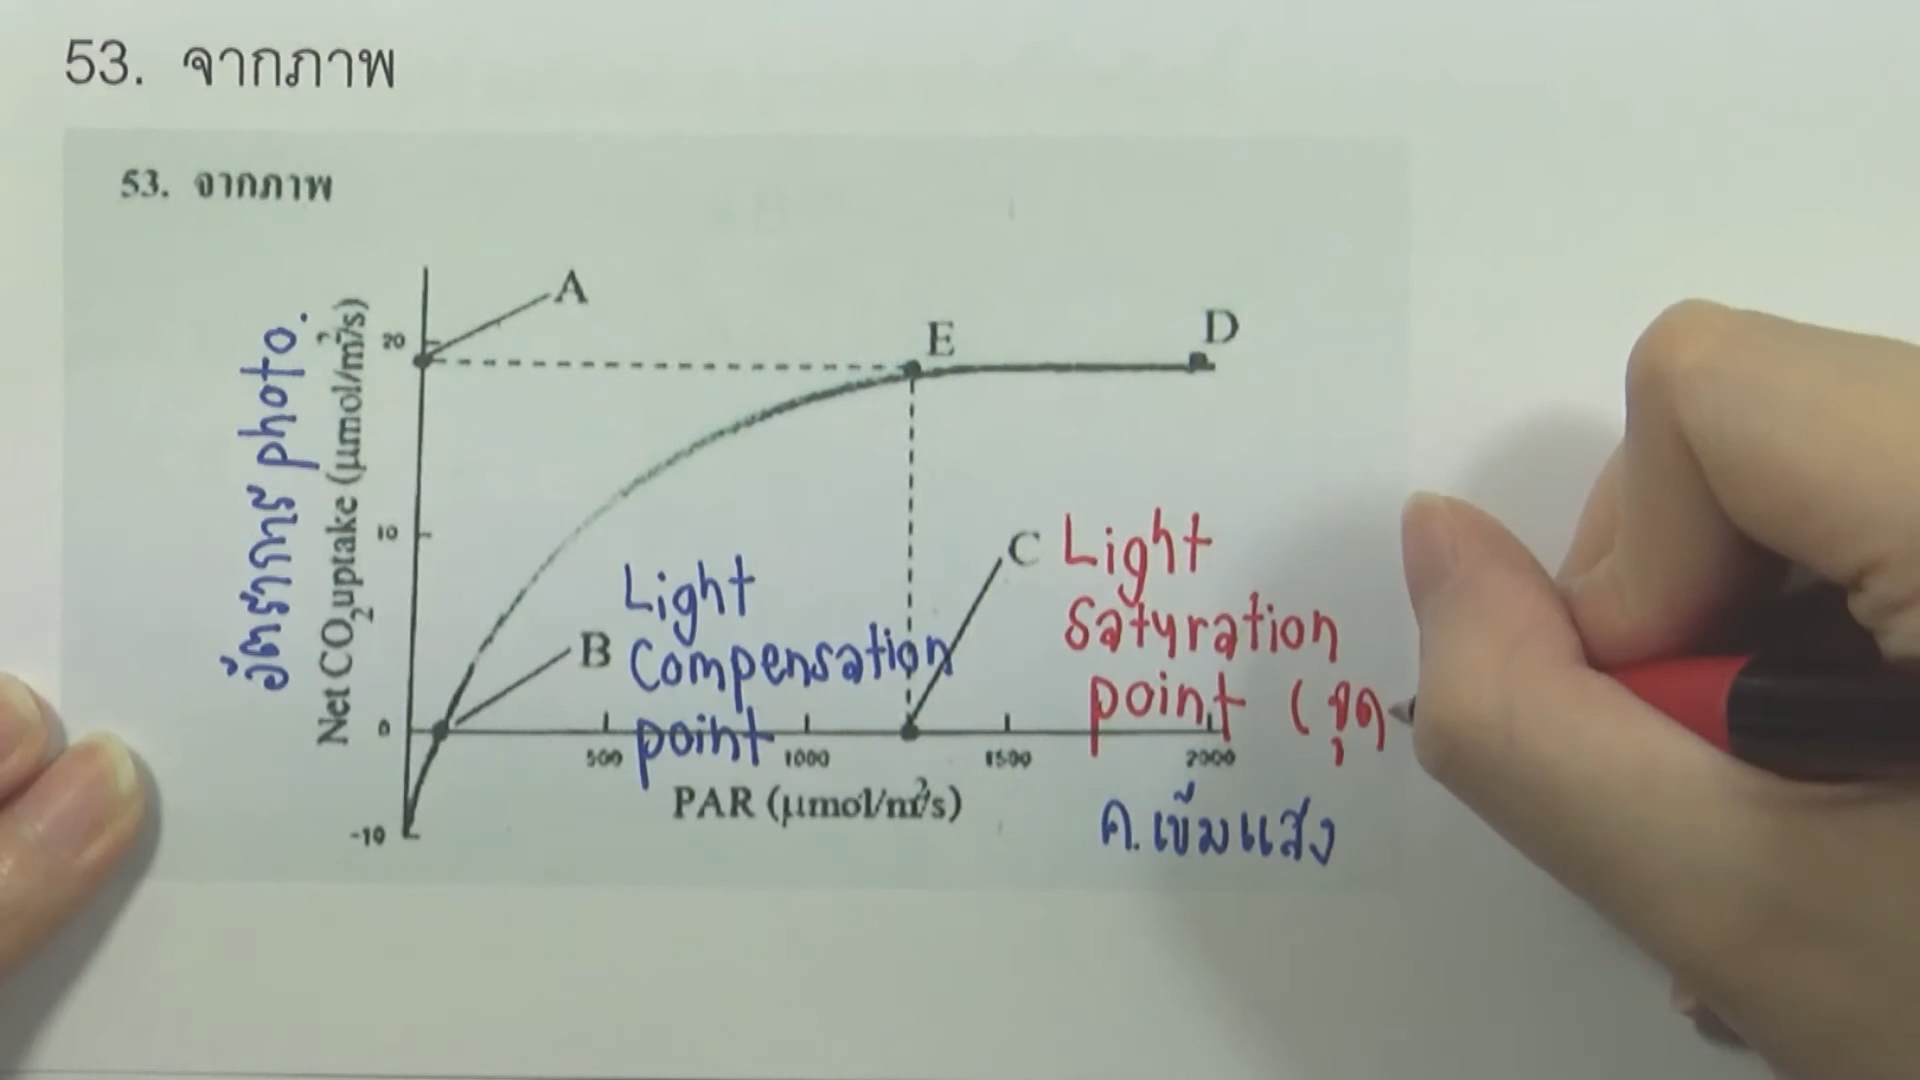 53. จากภาพ
53. จากภาพ
A
E
D
20
10
0
-10
Net CO2uptake (µmol/m²/s)
อัตราการ photo.
B
Light
Compensation
point
C
Light
Saturation
point (จุด
500
1000
1500
2000
PAR (µmol/m²/s)
ค.เข้มแสง